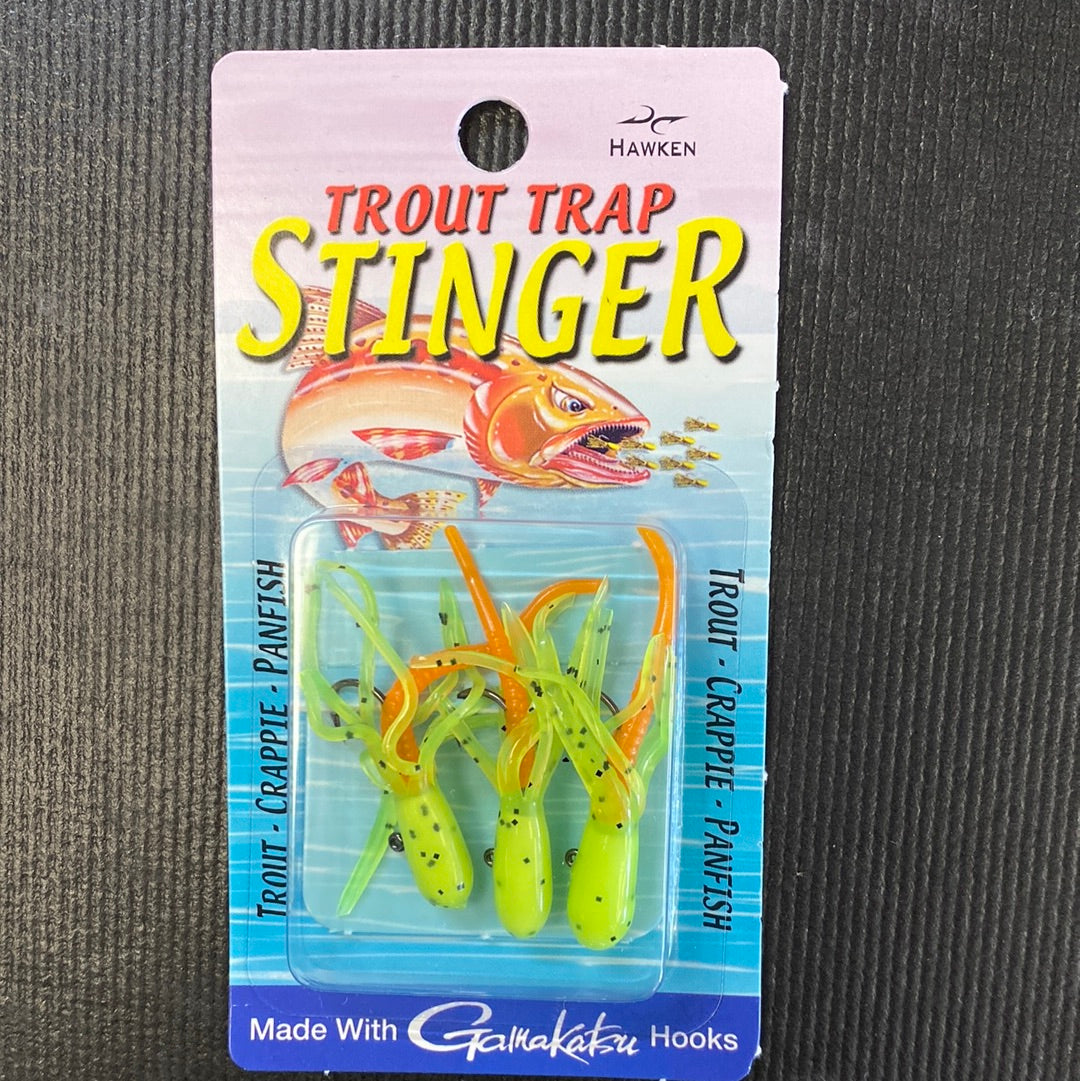 HAWKEN
TROUT TRAP
STINGER
TROUT - CRAPPIE - PANFISH
TROUT - CRAPPIE - PANFISH
Made With Gamakatsu Hooks